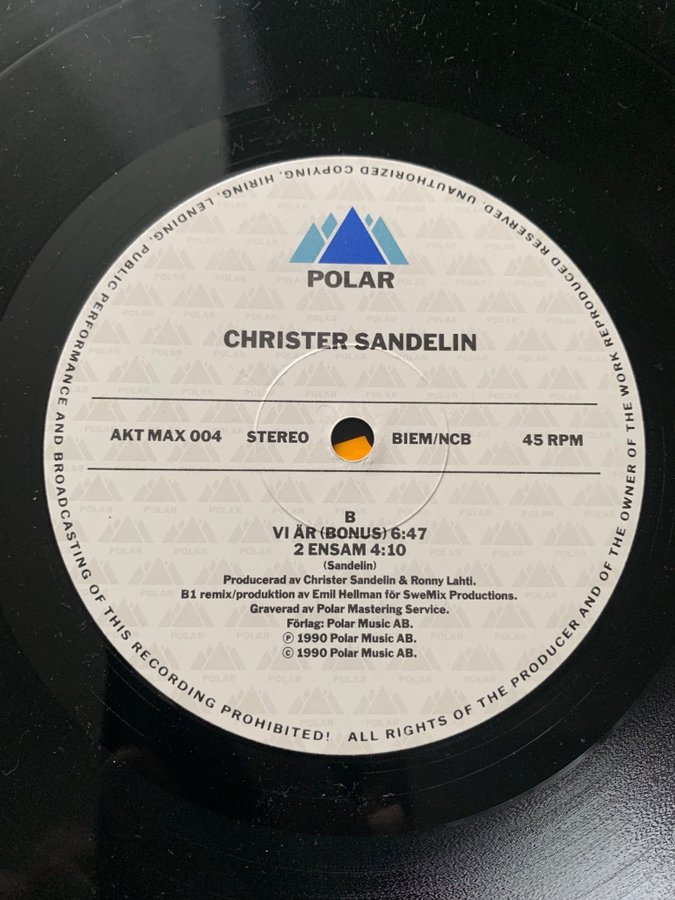 POLAR
CHRISTER SANDELIN
AKT MAX 004 STEREO BIEM/NCB 45 RPM
B
VI ÄR (BONUS) 6:47
2 ENSAM 4:10
(Sandelin)
Producerad av Christer Sandelin & Ronny Lahti.
B1 remix/produktion av Emil Hellman för SweMix Productions.
Graverad av Polar Mastering Service.
Förlag: Polar Music AB.
℗ 1990 Polar Music AB.
© 1990 Polar Music AB.
ALL RIGHTS OF THE PRODUCER AND OF THE OWNER OF THE WORK REPRODUCED RESERVED. UNAUTHORIZED COPYING, HIRING, LENDING, PUBLIC PERFORMANCE AND BROADCASTING OF THIS RECORDING PROHIBITED!